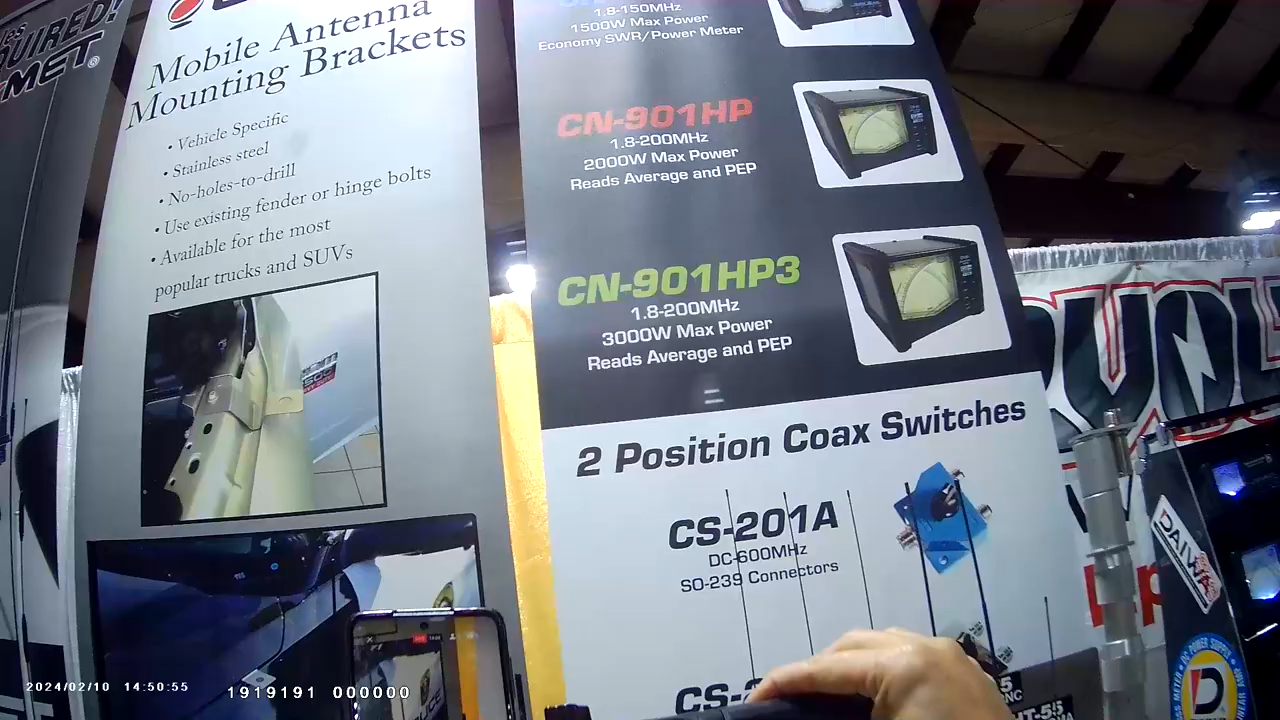 QUIRED!
MET®
Mobile Antenna
Mounting Brackets
• Vehicle Specific
• Stainless steel
• No-holes-to-drill
• Use existing fender or hinge bolts
• Available for the most
popular trucks and SUVs
1.8-150MHz
1500W Max Power
Economy SWR/Power Meter
CN-901HP
1.8-200MHz
2000W Max Power
Reads Average and PEP
CN-901HP3
1.8-200MHz
3000W Max Power
Reads Average and PEP
2 Position Coax Switches
CS-201A
DC-600MHz
SO-239 Connectors
CS-
DAIWA
D
2024/02/10 14:50:55
1919191 000000